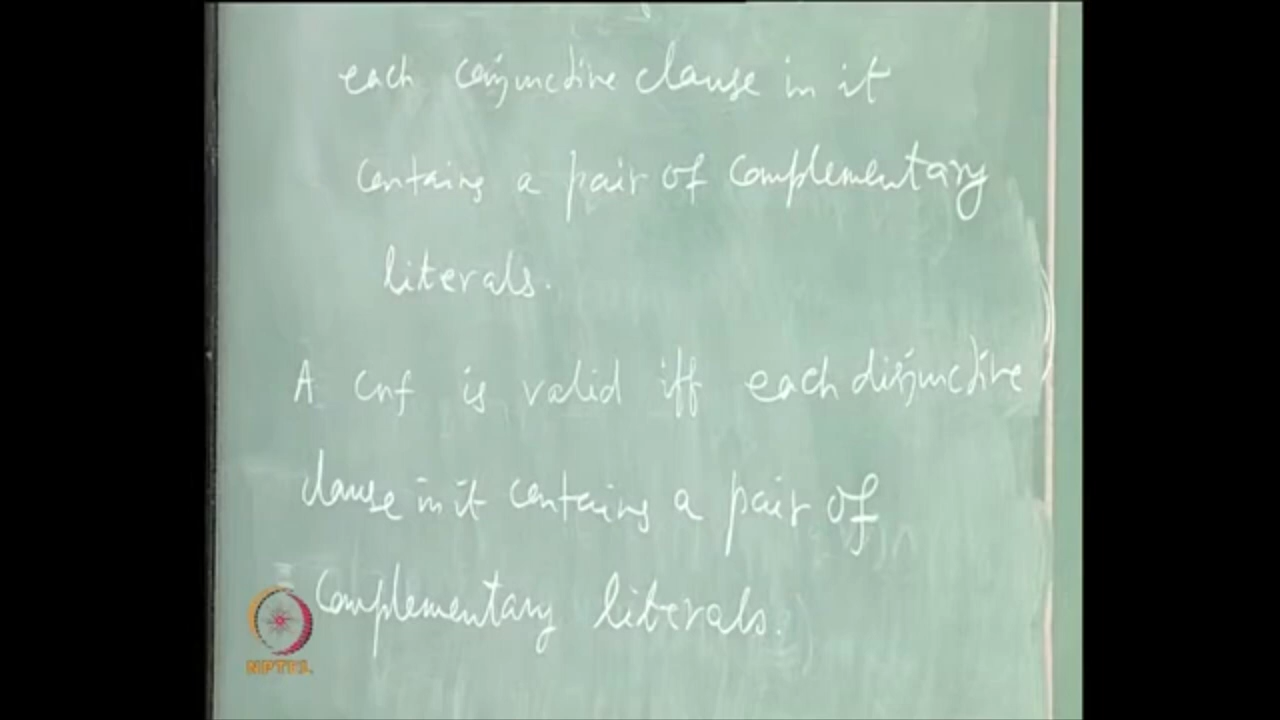 each conjunctive clause in it
contains a pair of complementary
literals.
A cnf is valid iff each disjunctive
clause in it contains a pair of
complementary literals.
NPTEL